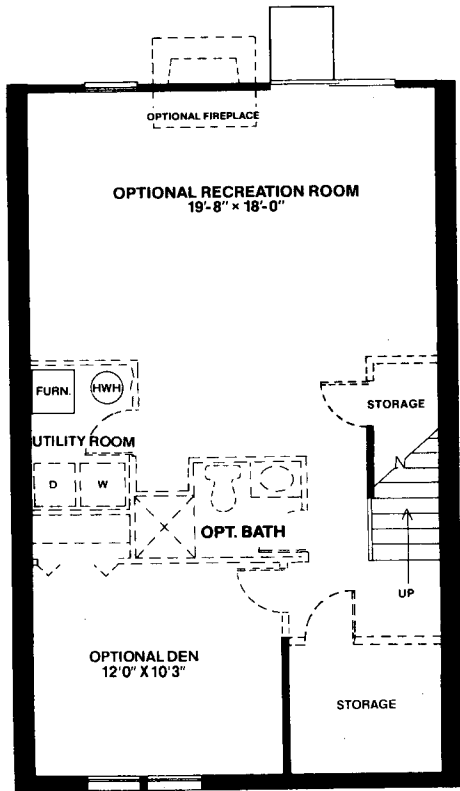 OPTIONAL FIREPLACE
OPTIONAL RECREATION ROOM
19'-8" × 18'-0"
FURN.
HWH
STORAGE
UTILITY ROOM
D
W
OPT. BATH
UP
OPTIONAL DEN
12'0" X 10'3"
STORAGE